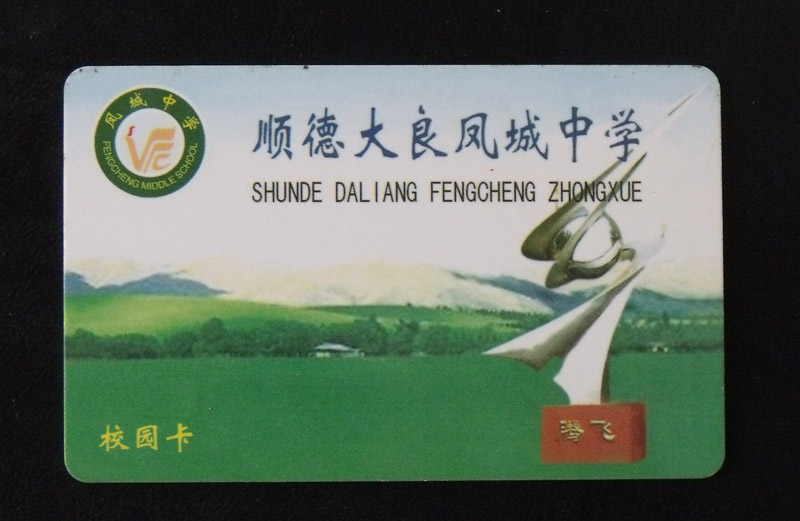 凤城中学
FENGCHENG MIDDLE SCHOOL
顺德大良凤城中学
SHUNDE DALIANG FENGCHENG ZHONGXUE
腾飞
校园卡